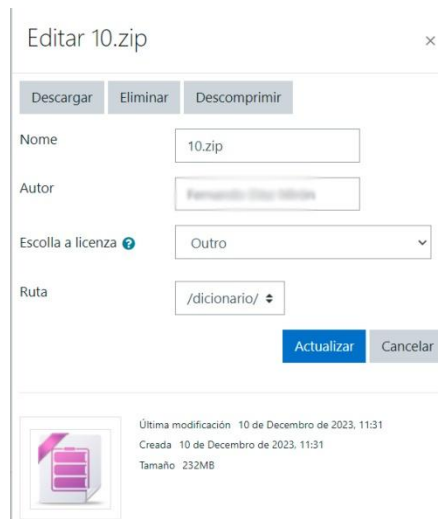 Editar 10.zip
×
Descargar Eliminar Descomprimir
Nome 10.zip
Autor
Escolla a licenza ? Outro
Ruta /dicionario/
Actualizar Cancelar
Última modificación 10 de Decembro de 2023, 11:31
Creada 10 de Decembro de 2023, 11:31
Tamaño 232MB